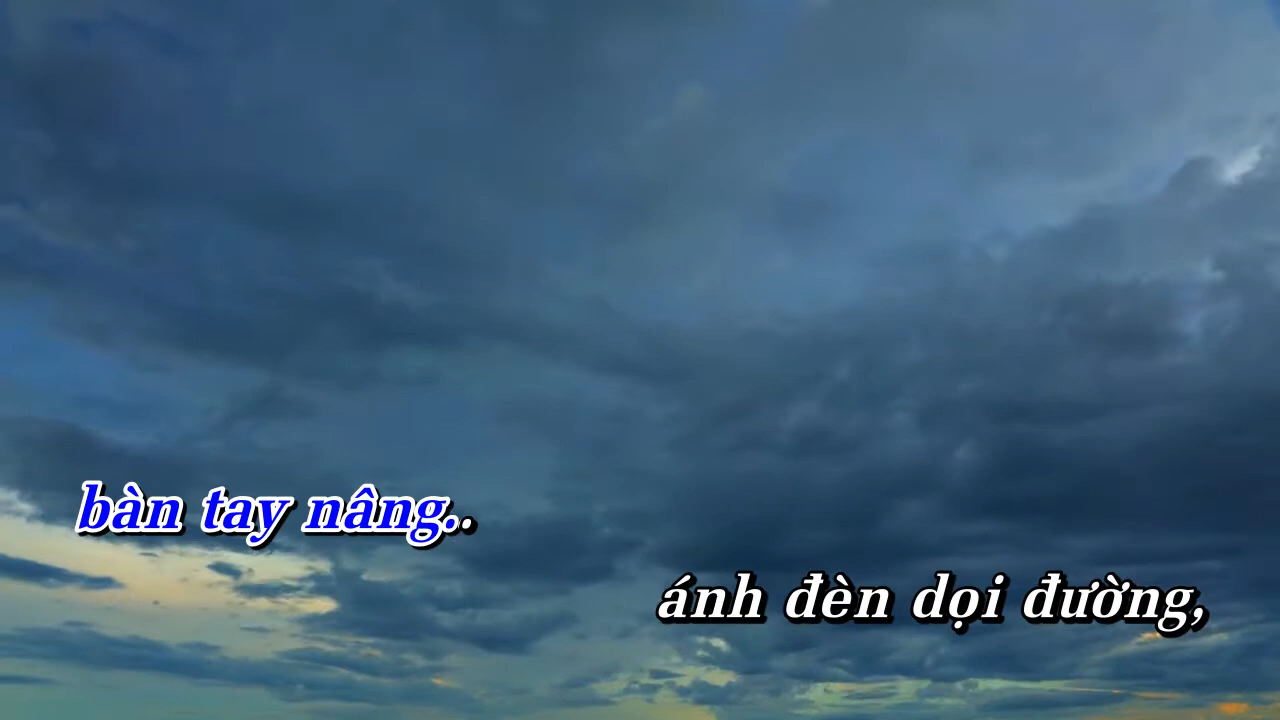 bàn tay nâng..
ánh đèn dọi đường,